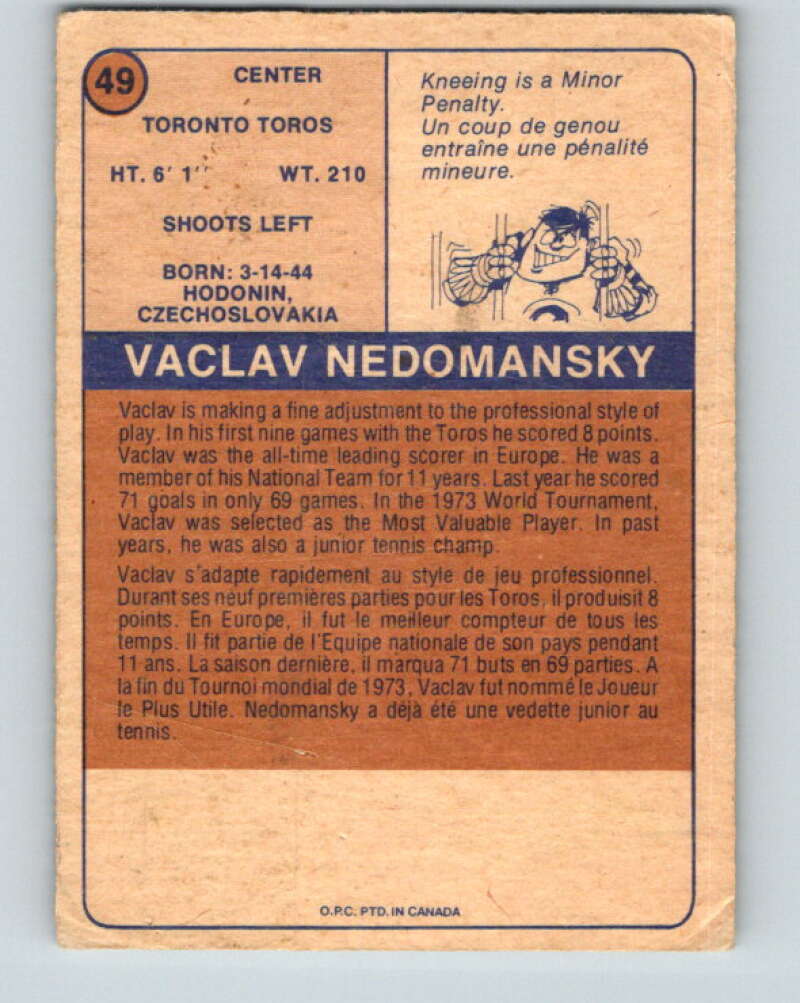 49
CENTER
TORONTO TOROS
HT. 6' 1'' WT. 210
SHOOTS LEFT
BORN: 3-14-44
HODONIN,
CZECHOSLOVAKIA
Kneeing is a Minor
Penalty.
Un coup de genou
entraîne une pénalité
mineure.
VACLAV NEDOMANSKY
Vaclav is making a fine adjustment to the professional style of
play. In his first nine games with the Toros he scored 8 points.
Vaclav was the all-time leading scorer in Europe. He was a
member of his National Team for 11 years. Last year he scored
71 goals in only 69 games. In the 1973 World Tournament,
Vaclav was selected as the Most Valuable Player. In past
years, he was also a junior tennis champ.
Vaclav s'adapte rapidement au style de jeu professionnel.
Durant ses neuf premières parties pour les Toros, il produisit 8
points. En Europe, il fut le meilleur compteur de tous les
temps. Il fit partie de l'Equipe nationale de son pays pendant
11 ans. La saison dernière, il marqua 71 buts en 69 parties. A
la fin du Tournoi mondial de 1973, Vaclav fut nommé le Joueur
le Plus Utile. Nedomansky a déjà été une vedette junior au
tennis.
O.P.C. PTD. IN CANADA